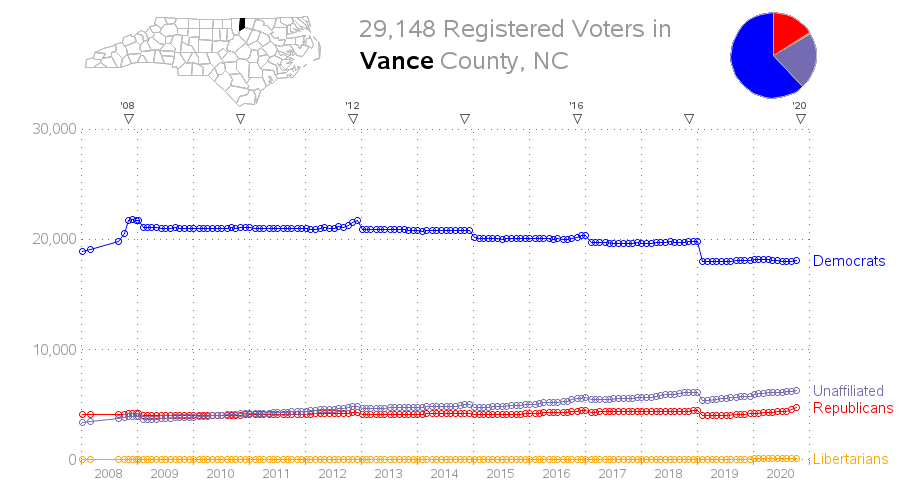 29,148 Registered Voters in
Vance County, NC
'08 '12 '16 '20
30,000
20,000
Democrats
10,000
Unaffiliated
Republicans
0
Libertarians
2008 2009 2010 2011 2012 2013 2014 2015 2016 2017 2018 2019 2020